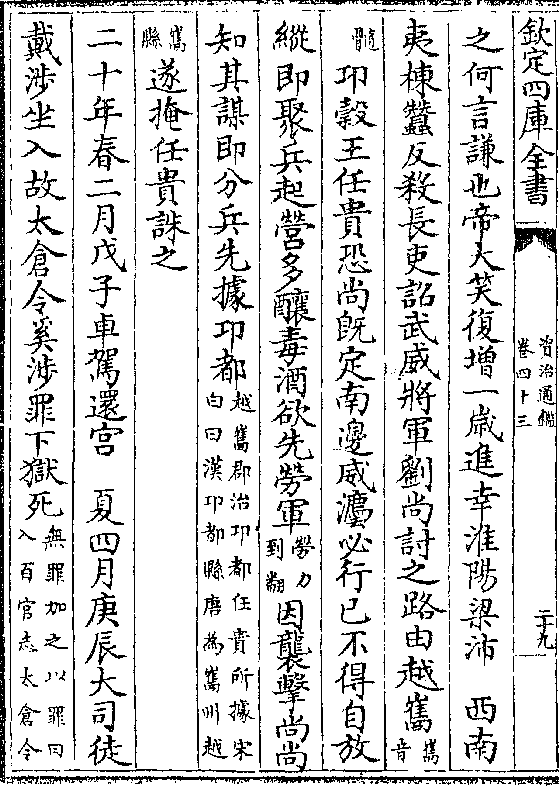 欽定四庫全書
資治通鑑
卷四十三
二十九
之何言謙也帝大笑復增一歲進幸淮陽梁沛　西南
夷棟蠶反殺長吏詔武威將軍劉尚討之路由越巂巂音
髓卭穀王任貴恐尚既定南邊威灋必行已不得自放
縱即聚兵起營多釀毒酒欲先勞軍勞力到翻因襲擊尚尚
知其謀即分兵先據卭都越巂郡治卭都任貴所據宋白曰漢卭都縣唐為巂州越
巂縣遂掩任貴誅之
二十年春二月戊子車駕還宮　夏四月庚辰大司徒
戴涉坐入故太倉令奚涉罪下獄死無罪加之以罪曰入百官志太倉令